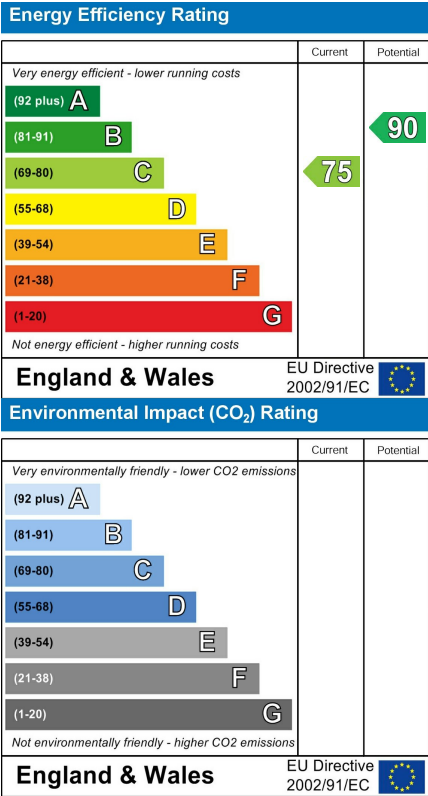 Energy Efficiency Rating
Current Potential
Very energy efficient - lower running costs
(92 plus) A
(81-91) B
90
(69-80) C
75
(55-68) D
(39-54) E
(21-38) F
(1-20) G
Not energy efficient - higher running costs
England & Wales
EU Directive
2002/91/EC
Environmental Impact (CO₂) Rating
Current Potential
Very environmentally friendly - lower CO2 emissions
(92 plus) A
(81-91) B
(69-80) C
(55-68) D
(39-54) E
(21-38) F
(1-20) G
Not environmentally friendly - higher CO2 emissions
England & Wales
EU Directive
2002/91/EC